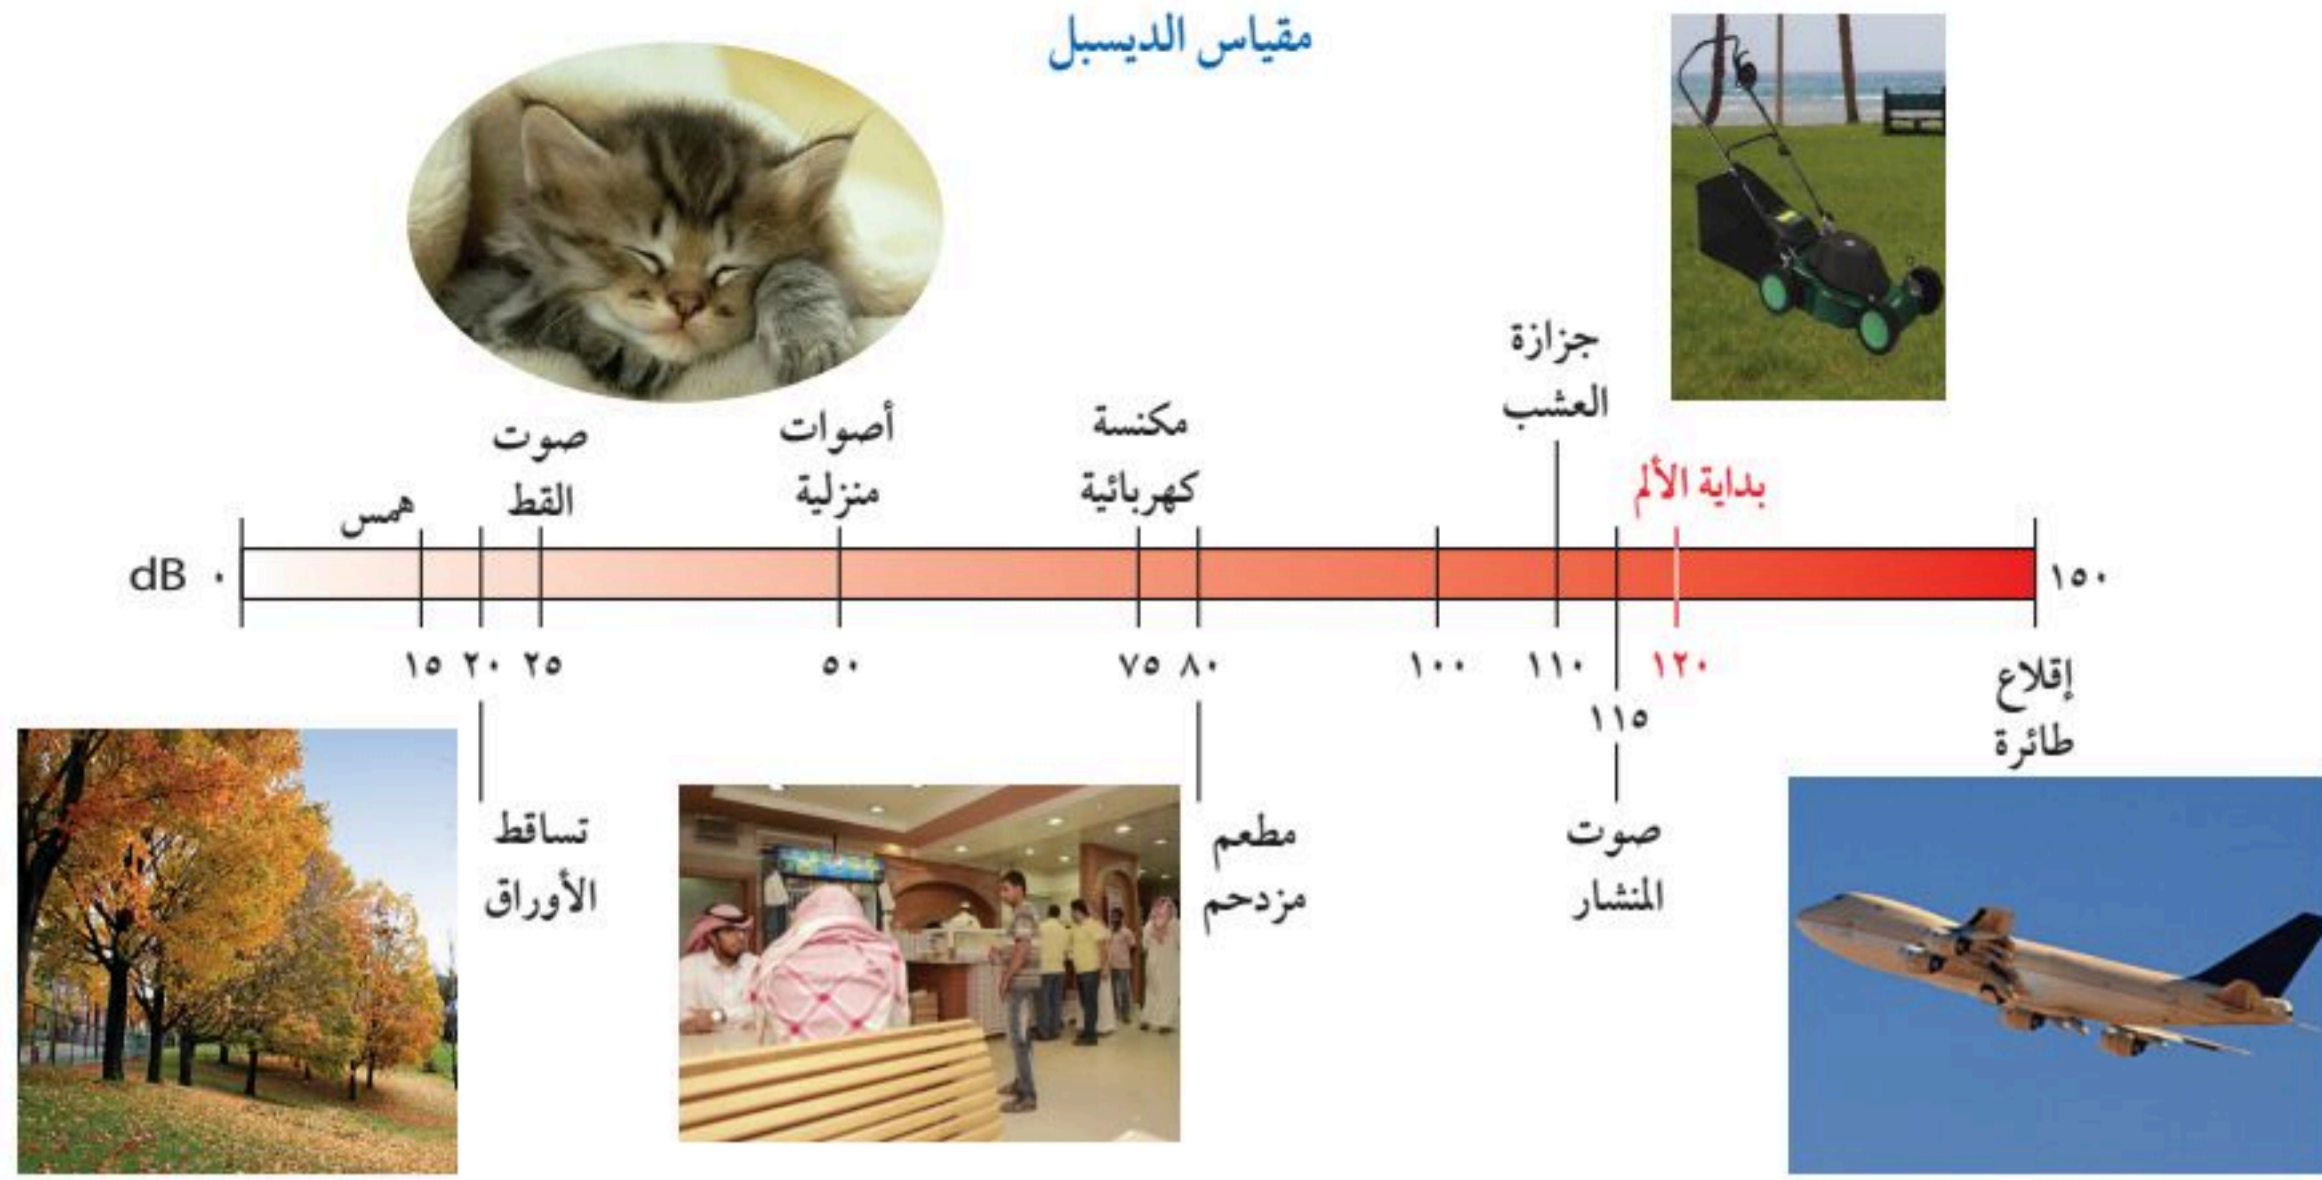 مقياس الديسبل
جزازة
العشب
صوت
القط
أصوات
منزلية
مكنسة
كهربائية
همس
بداية الألم
dB ٠
١٥٠
١٥ ٢٠ ٢٥ ٥٠ ٧٥ ٨٠ ١٠٠ ١١٠ ١٢٠
١١٥
إقلاع
طائرة
تساقط
الأوراق
مطعم
مزدحم
صوت
المنشار